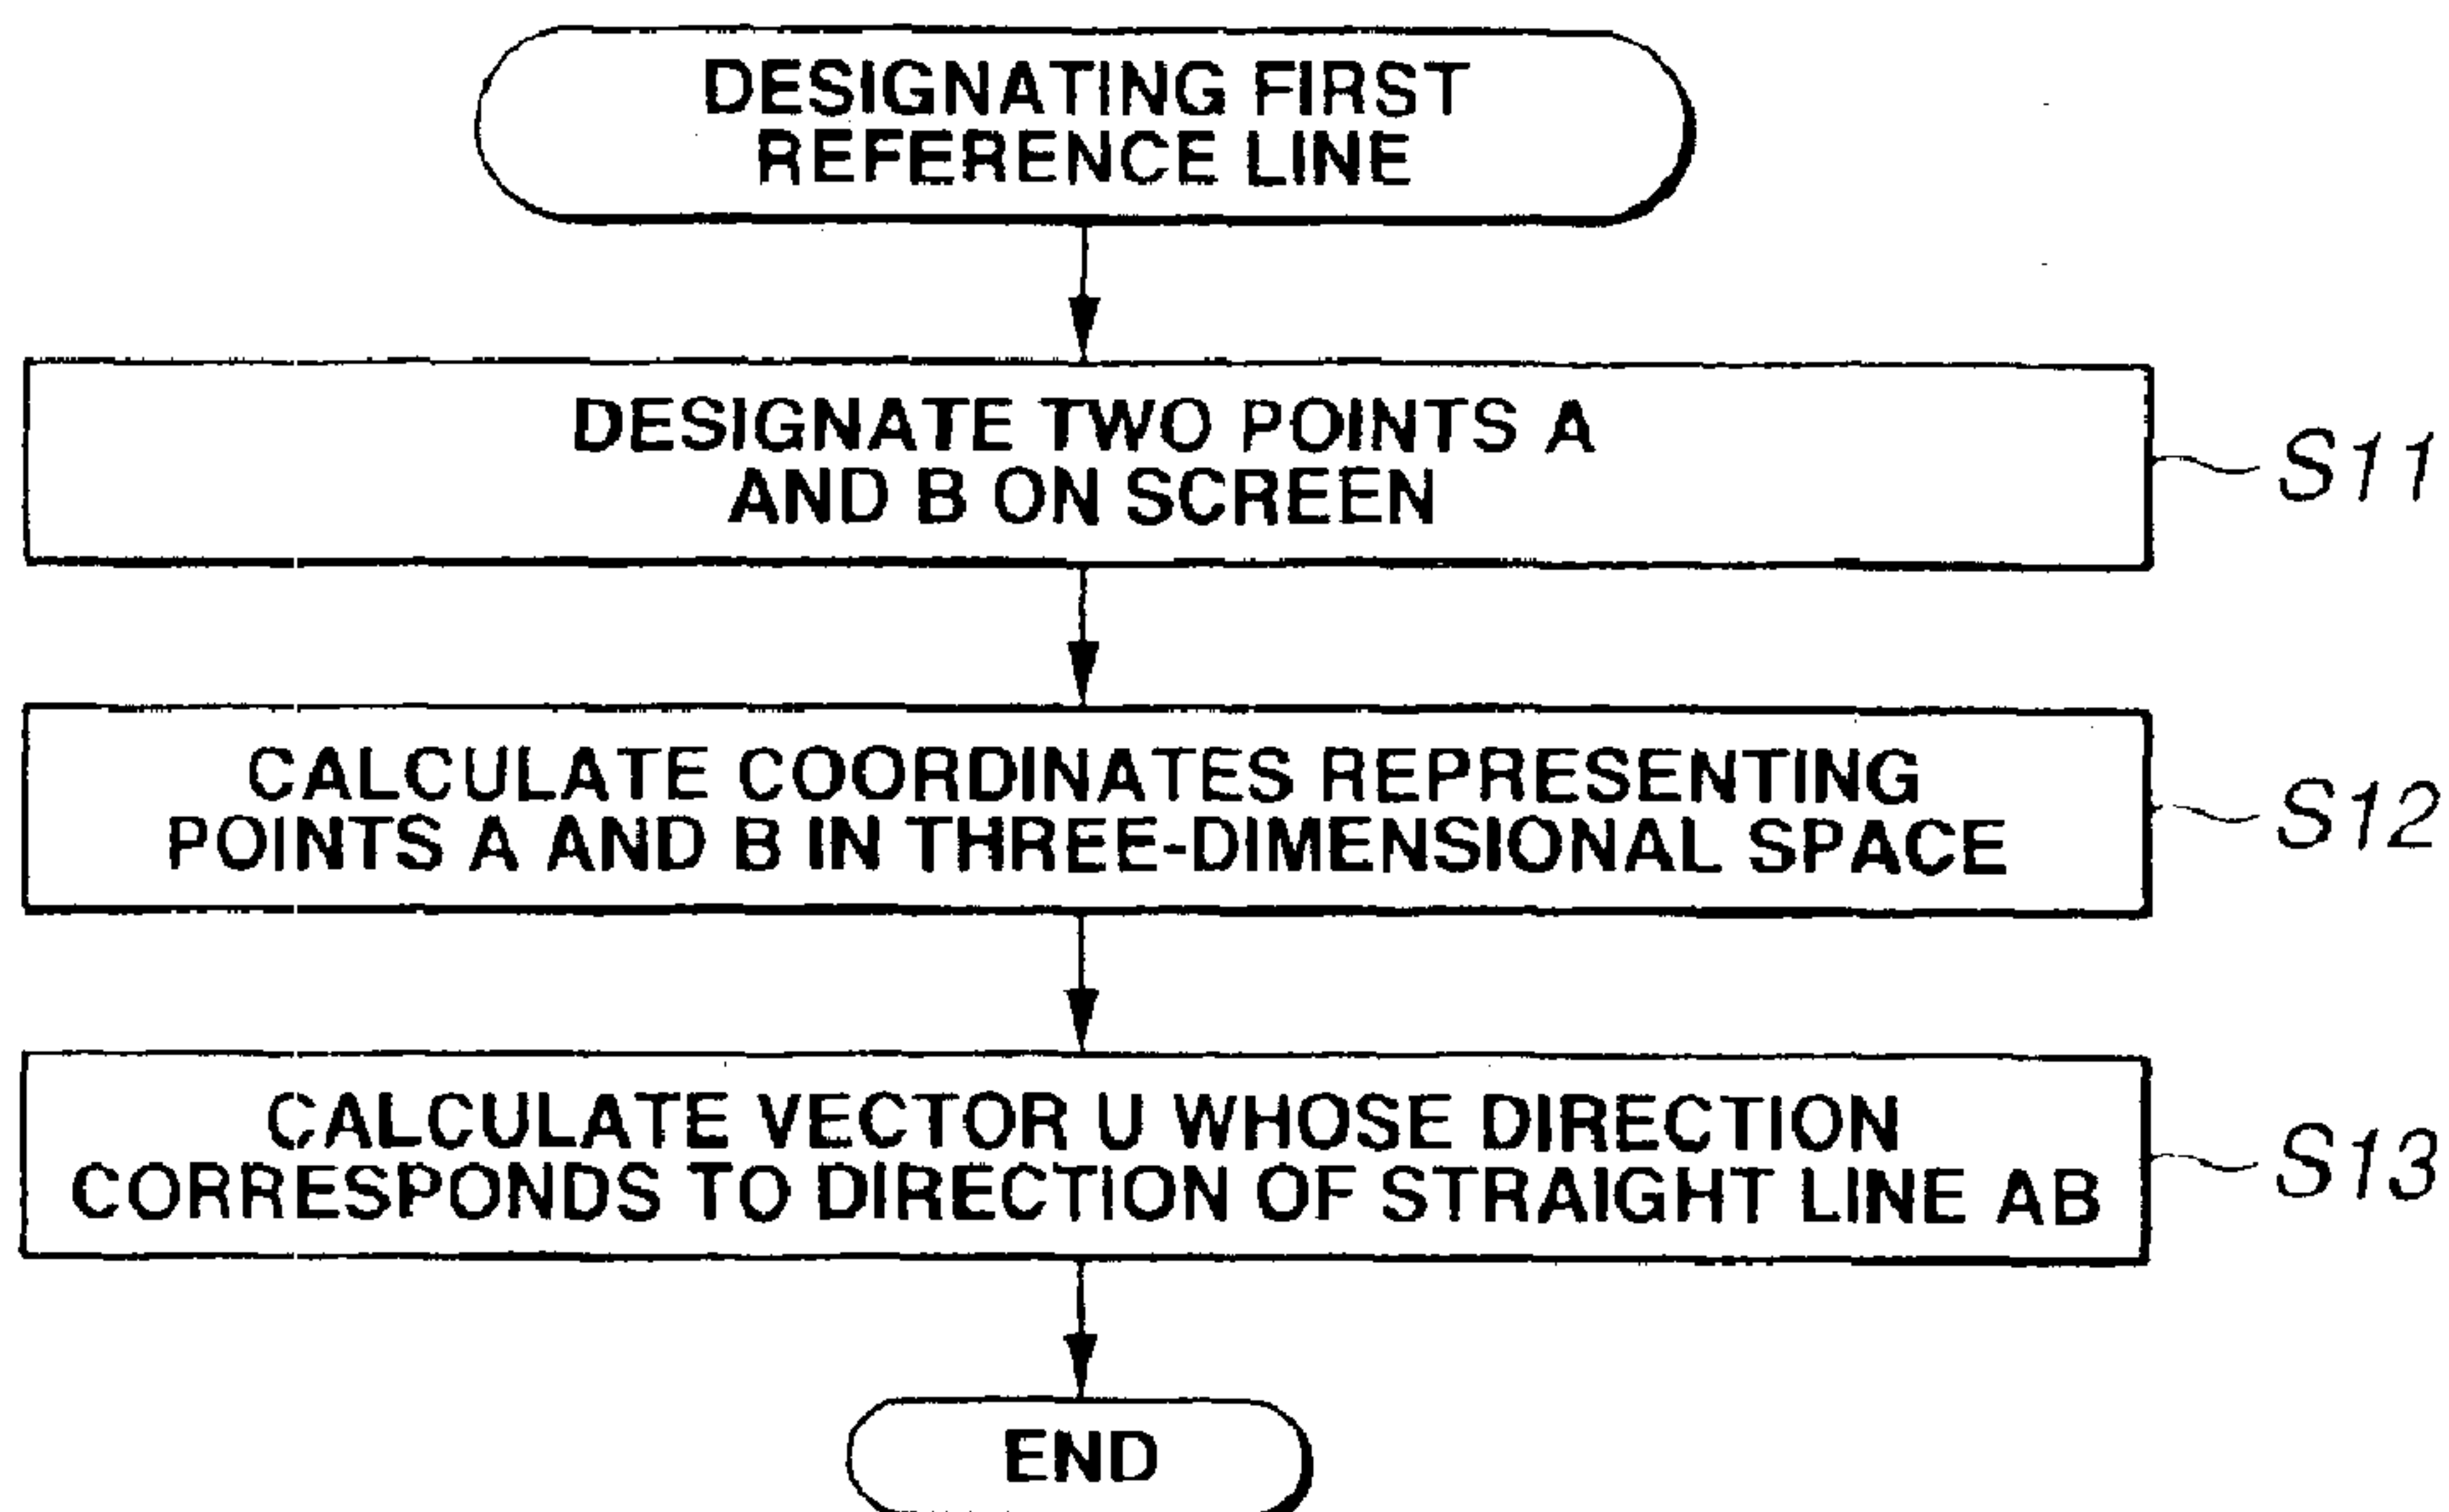 DESIGNATING FIRST
REFERENCE LINE
DESIGNATE TWO POINTS A
AND B ON SCREEN
S11
CALCULATE COORDINATES REPRESENTING
POINTS A AND B IN THREE-DIMENSIONAL SPACE
S12
CALCULATE VECTOR U WHOSE DIRECTION
CORRESPONDS TO DIRECTION OF STRAIGHT LINE AB
S13
END